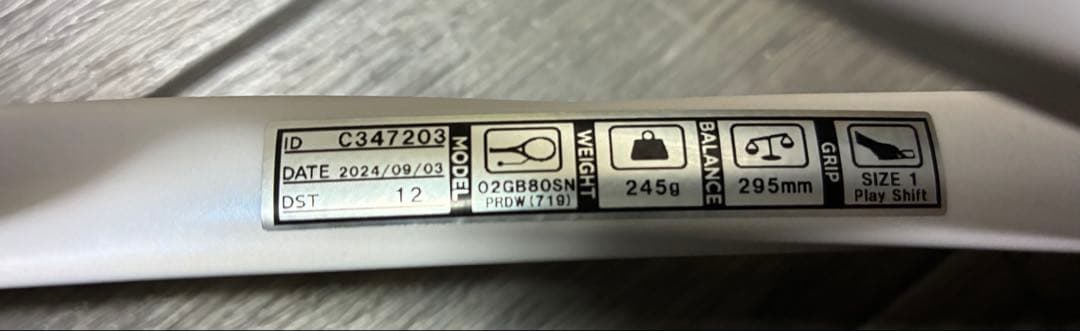 ID C347203
DATE 2024/09/03
DST 12
MODEL
02GB80SN
PRDW(719)
WEIGHT
245g
BALANCE
295mm
GRIP
SIZE 1
Play Shift